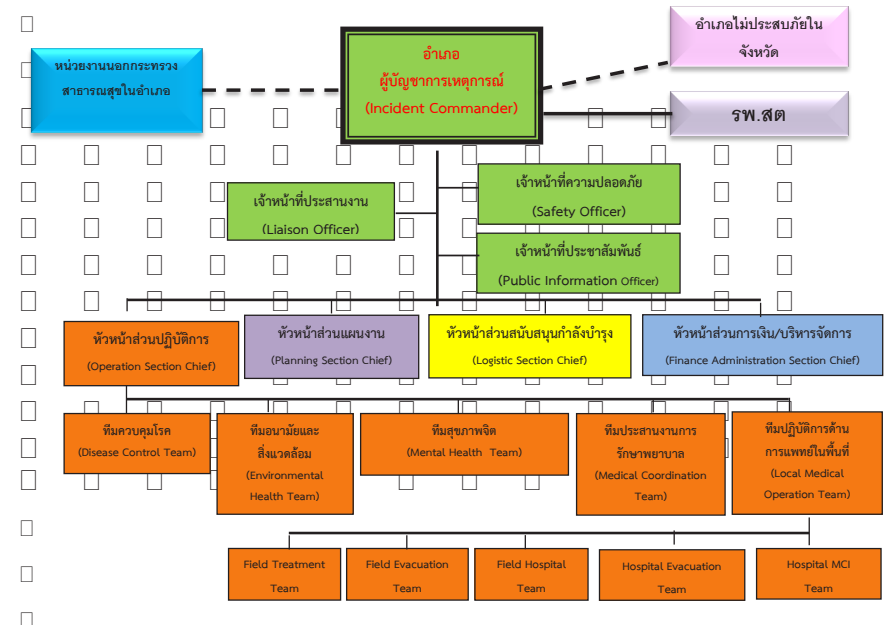 อำเภอ
ผู้บัญชาการเหตุการณ์
(Incident Commander)
หน่วยงานนอกกระทรวง
สาธารณสุขในอำเภอ
อำเภอไม่ประสบภัยใน
จังหวัด
รพ.สต
เจ้าหน้าที่ประสานงาน
(Liaison Officer)
เจ้าหน้าที่ความปลอดภัย
(Safety Officer)
เจ้าหน้าที่ประชาสัมพันธ์
(Public Information Officer)
หัวหน้าส่วนปฏิบัติการ
(Operation Section Chief)
หัวหน้าส่วนแผนงาน
(Planning Section Chief)
หัวหน้าส่วนสนับสนุนกำลังบำรุง
(Logistic Section Chief)
หัวหน้าส่วนการเงิน/บริหารจัดการ
(Finance Administration Section Chief)
ทีมควบคุมโรค
(Disease Control Team)
ทีมอนามัยและ
สิ่งแวดล้อม
(Environmental
Health Team)
ทีมสุขภาพจิต
(Mental Health Team)
ทีมประสานงานการ
รักษาพยาบาล
(Medical Coordination
Team)
ทีมปฏิบัติการด้าน
การแพทย์ในพื้นที่
(Local Medical
Operation Team)
Field Treatment
Team
Field Evacuation
Team
Field Hospital
Team
Hospital Evacuation
Team
Hospital MCI
Team